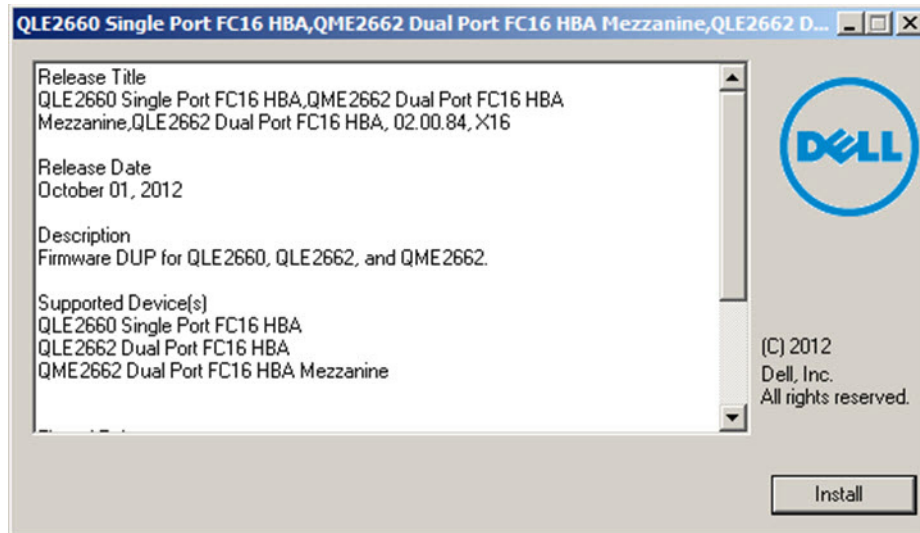 QLE2660 Single Port FC16 HBA,QME2662 Dual Port FC16 HBA Mezzanine,QLE2662 D...
Release Title
QLE2660 Single Port FC16 HBA,QME2662 Dual Port FC16 HBA
Mezzanine,QLE2662 Dual Port FC16 HBA, 02.00.84, X16
Release Date
October 01, 2012
Description
Firmware DUP for QLE2660, QLE2662, and QME2662.
Supported Device(s)
QLE2660 Single Port FC16 HBA
QLE2662 Dual Port FC16 HBA
QME2662 Dual Port FC16 HBA Mezzanine
DELL
(C) 2012
Dell, Inc.
All rights reserved.
Install